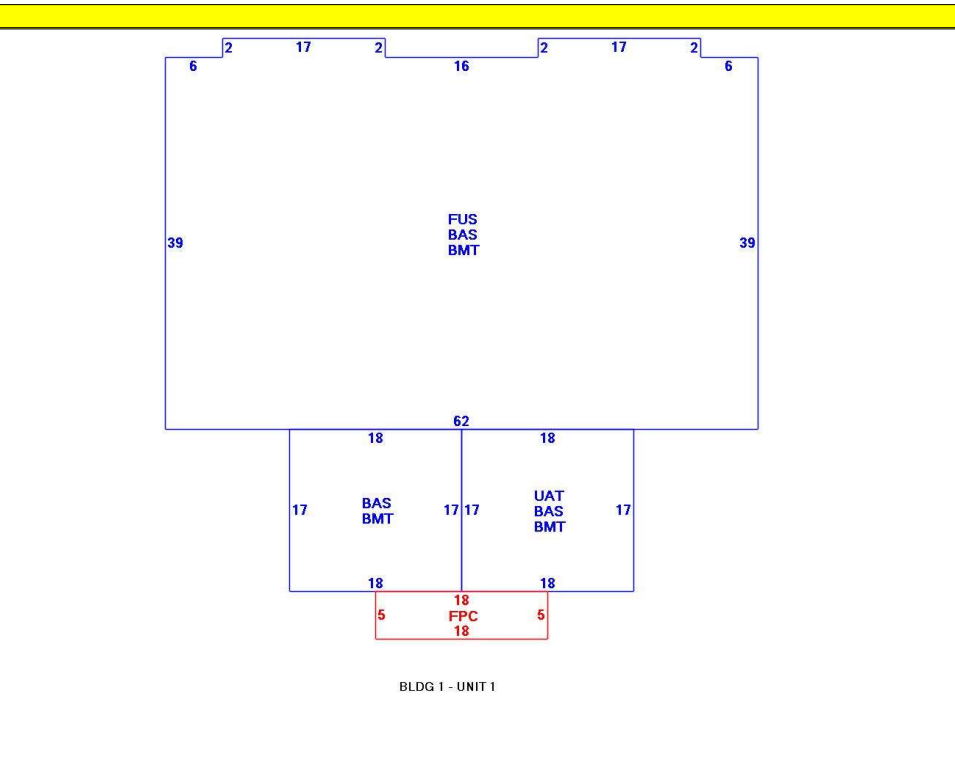 2 17 2 2 17 2
6 16 6
FUS
BAS
BMT
39 39
62
18 18
UAT
BAS BAS
BMT BMT
17 17 17 17
18 18
18
5 FPC 5
18
BLDG 1 - UNIT 1